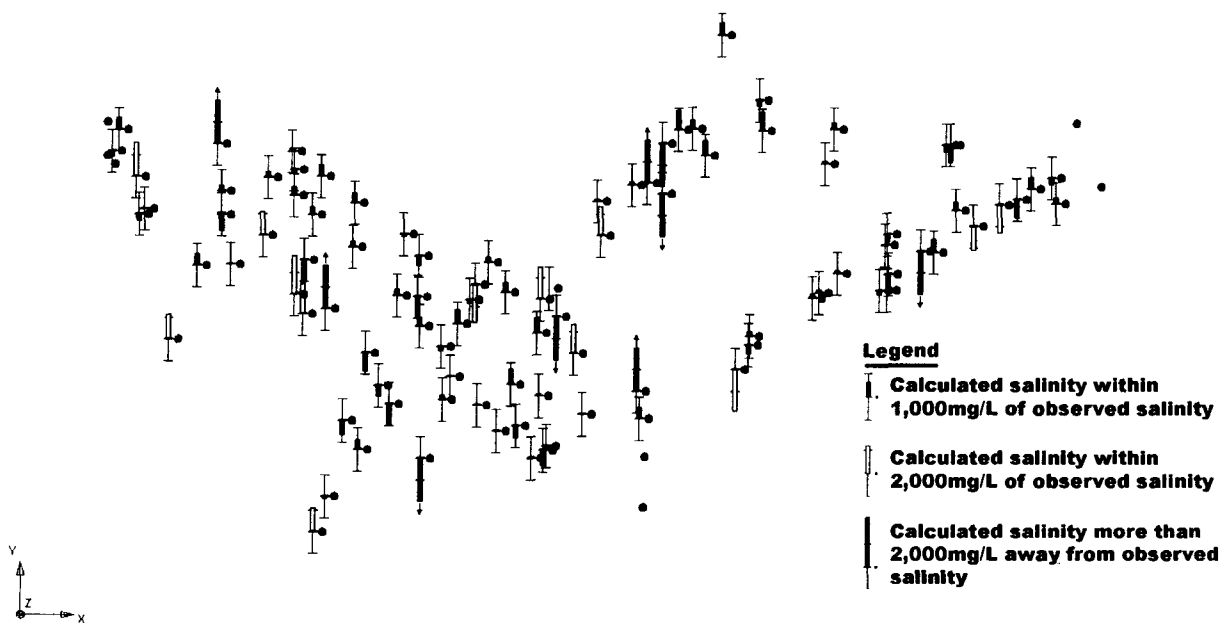 Legend
Calculated salinity within
1,000mg/L of observed salinity
Calculated salinity within
2,000mg/L of observed salinity
Calculated salinity more than
2,000mg/L away from observed
salinity
Y
Z
X